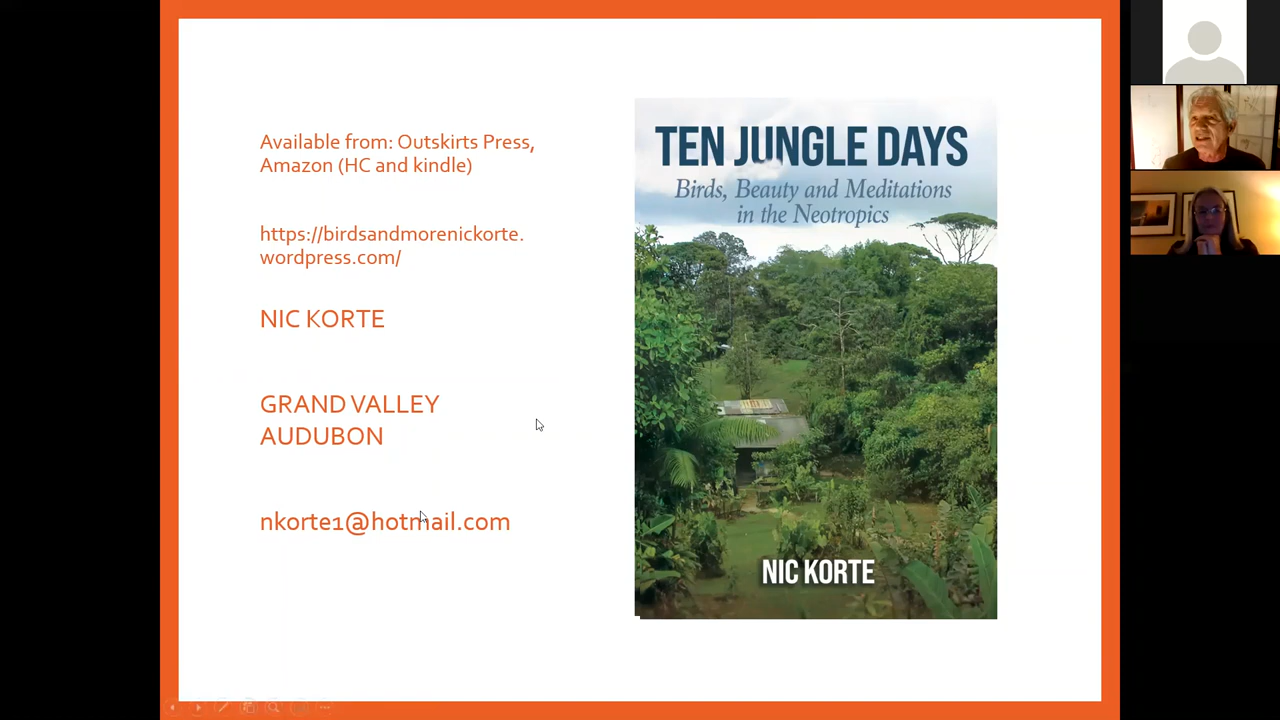 Available from: Outskirts Press,
Amazon (HC and kindle)
https://birdsandmorenickorte.
wordpress.com/
NIC KORTE
GRAND VALLEY
AUDUBON
nkorte1@hotmail.com
TEN JUNGLE DAYS
Birds, Beauty and Meditations
in the Neotropics
NIC KORTE